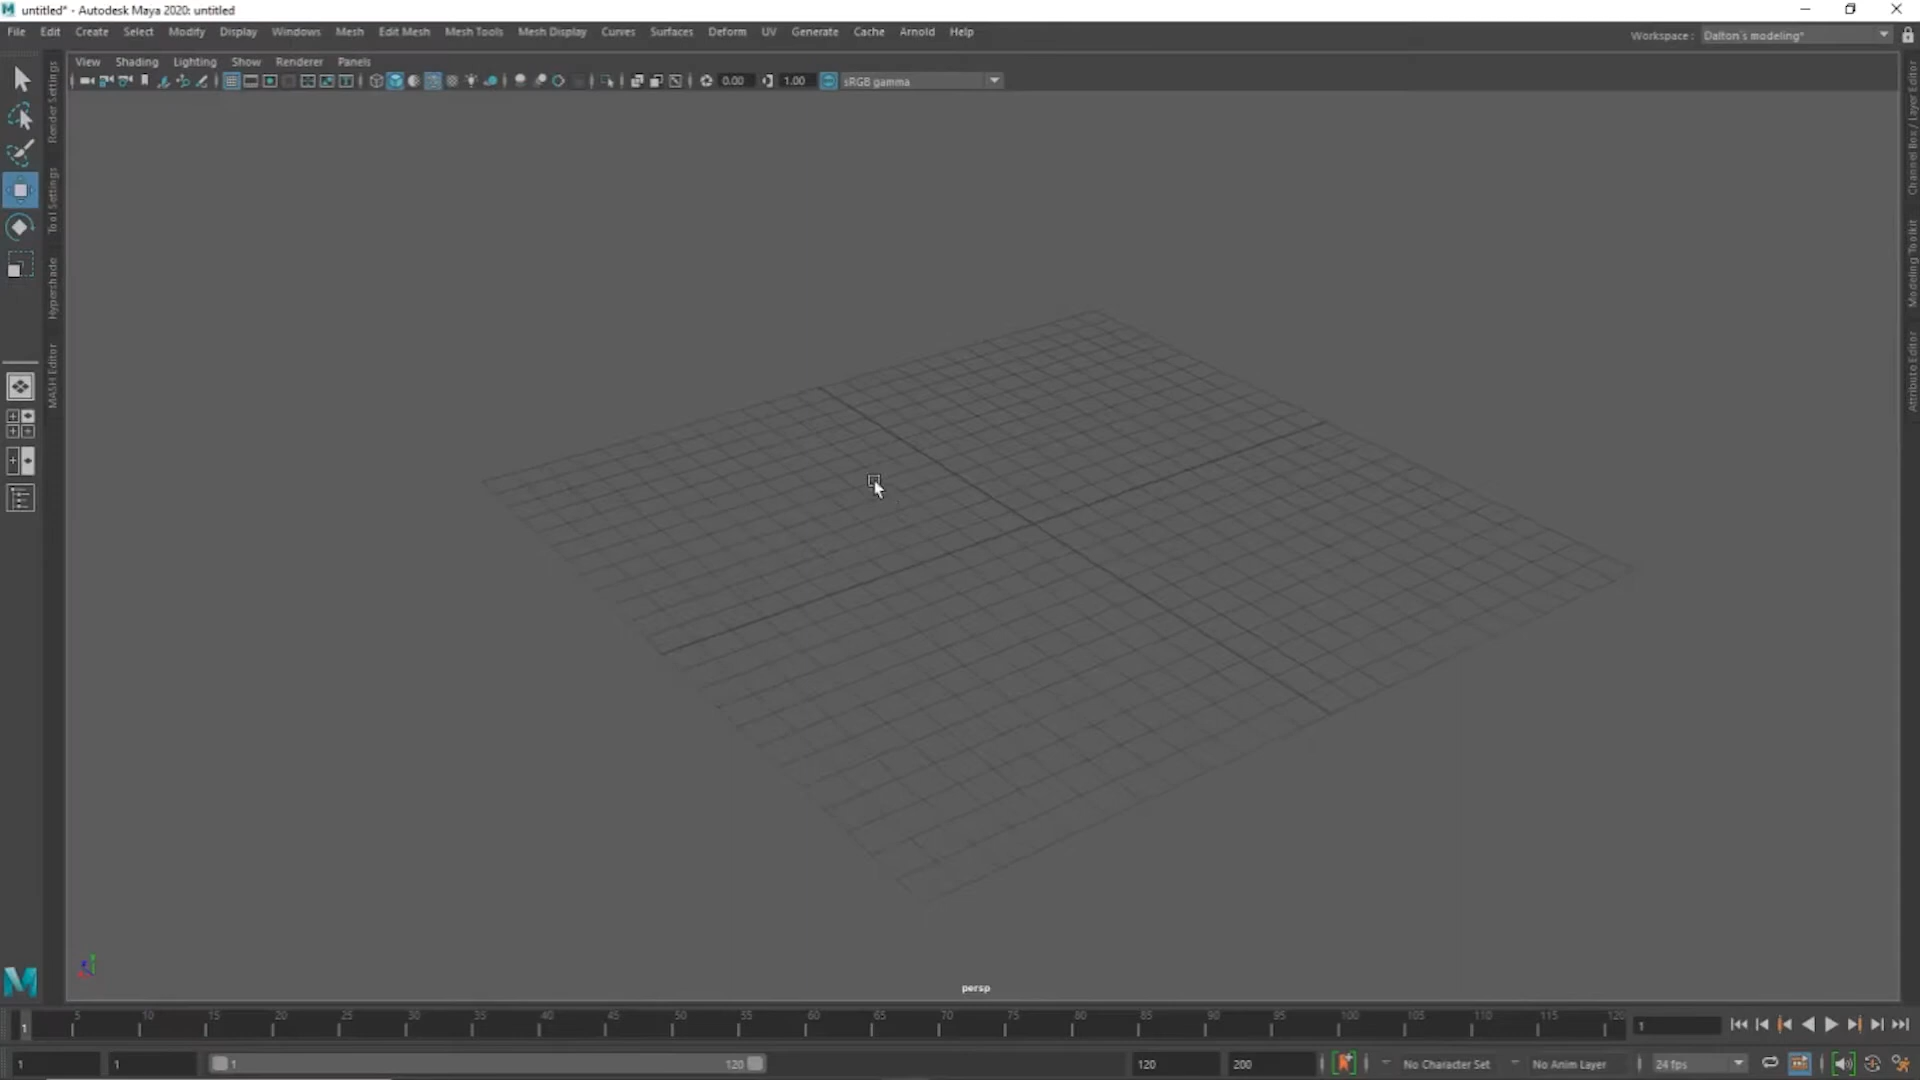 untitled* - Autodesk Maya 2020: untitled
File Edit Create Select Modify Display Windows Mesh Edit Mesh Mesh Tools Mesh Display Curves Surfaces Deform UV Generate Cache Arnold Help Workspace : Dalton's modeling*
View Shading Lighting Show Renderer Panels
0.00 1.00 sRGB gamma
Render Settings
Tool Settings
Hypershade
MASH Editor
Channel Box / Layer Editor
Modeling Toolkit
Attribute Editor
persp
1 5 10 15 20 25 30 35 40 45 50 55 60 65 70 75 80 85 90 95 100 105 110 115 120 1
1 1 1 120 120 200 No Character Set No Anim Layer 24 fps